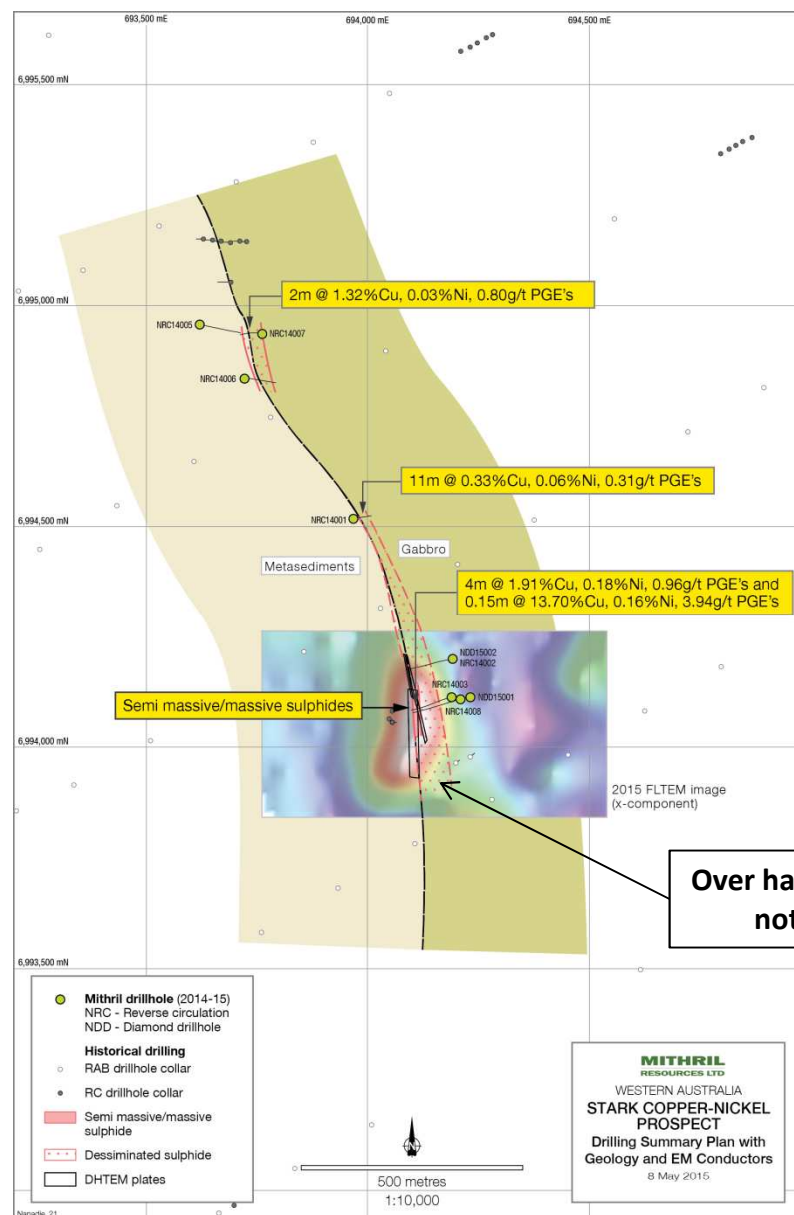 693,500 mE
694,000 mE
694,500 mE
6,995,500 mN
6,995,000 mN
2m @ 1.32%Cu, 0.03%Ni, 0.80g/t PGE's
NRC14005
NRC14007
NRC14006
6,994,500 mN
11m @ 0.33%Cu, 0.06%Ni, 0.31g/t PGE's
NRC14001
Metasediments
Gabbro
4m @ 1.91%Cu, 0.18%Ni, 0.96g/t PGE's and
0.15m @ 13.70%Cu, 0.16%Ni, 3.94g/t PGE's
NDD15002
NRC14002
NRC14003
NDD15001
NRC14008
Semi massive/massive sulphides
6,994,000 mN
2015 FLTEM image
(x-component)
Over ha
not
6,993,500 mN
Mithril drillhole (2014-15)
NRC - Reverse circulation
NDD - Diamond drillhole
Historical drilling
RAB drillhole collar
RC drillhole collar
Semi massive/massive
sulphide
Dessiminated sulphide
DHTEM plates
N
500 metres
1:10,000
MITHRIL
RESOURCES LTD
WESTERN AUSTRALIA
STARK COPPER-NICKEL
PROSPECT
Drilling Summary Plan with
Geology and EM Conductors
8 May 2015